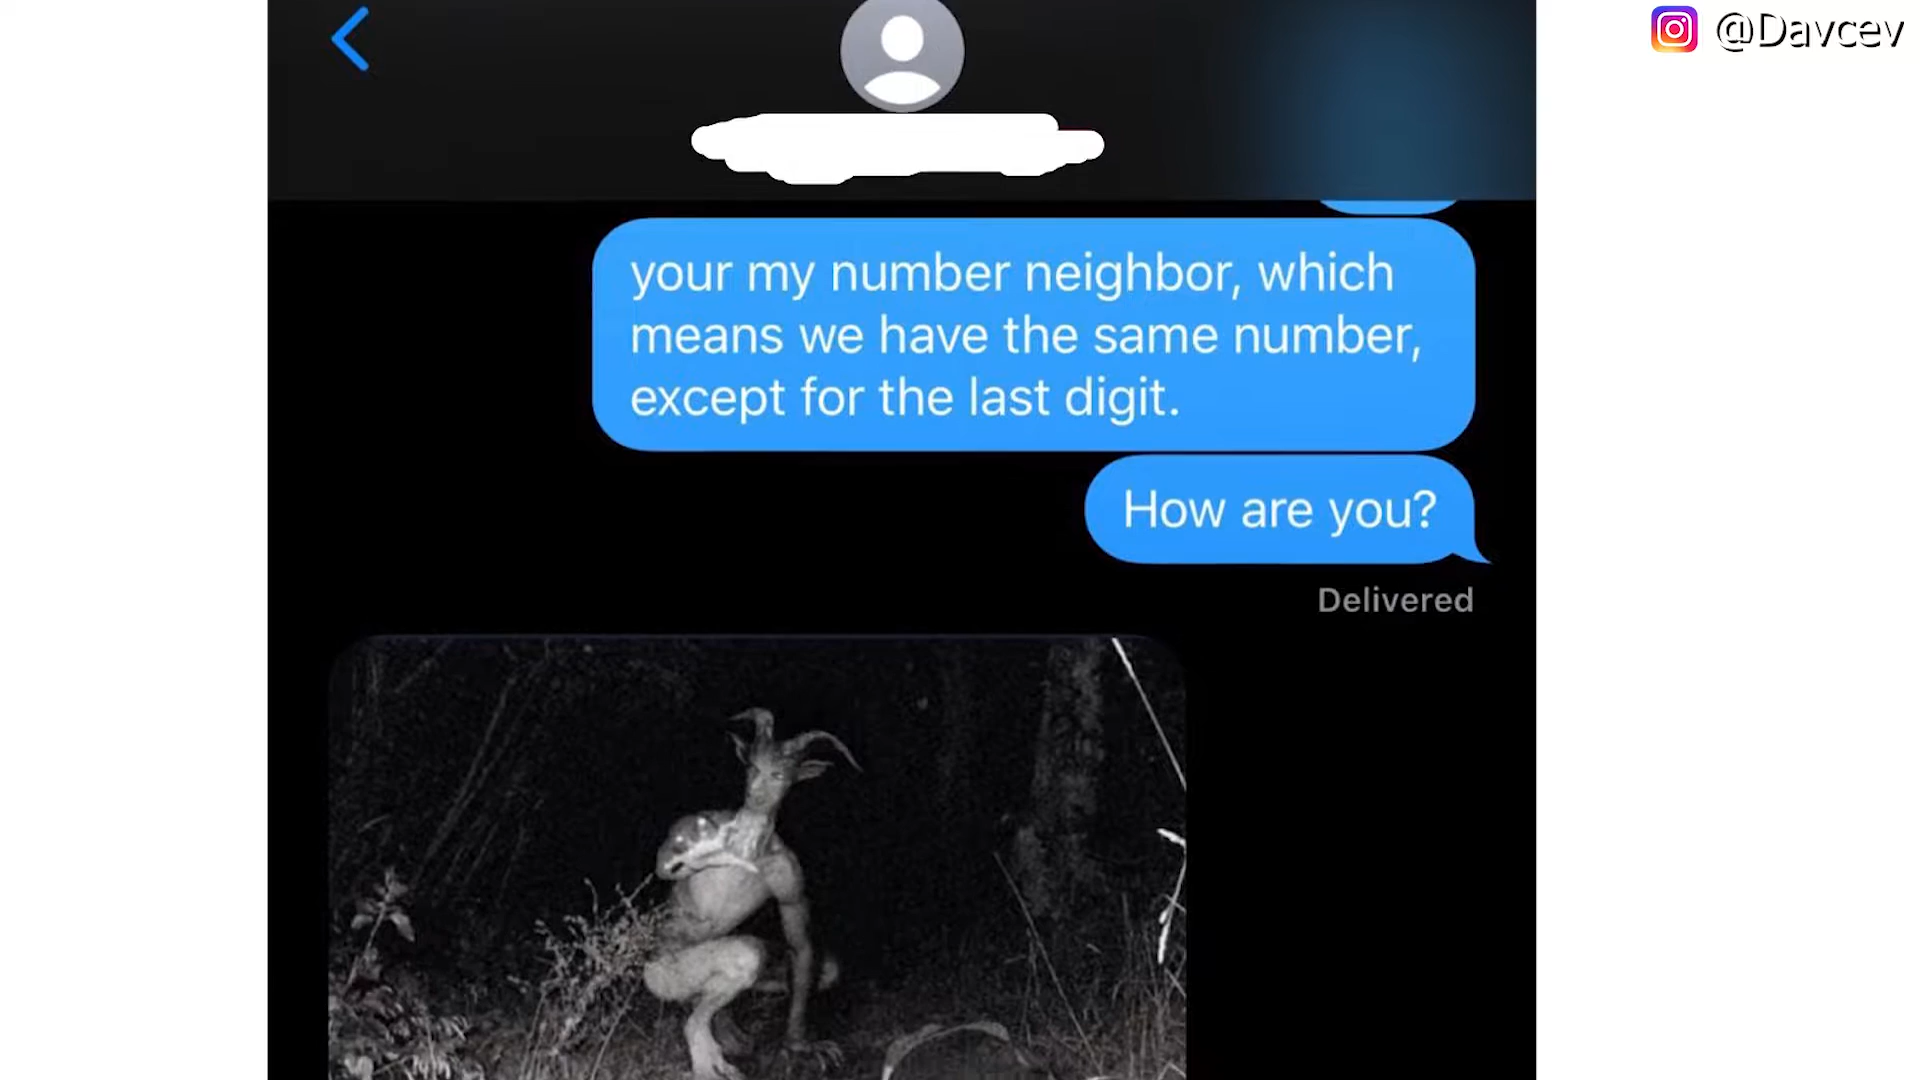 @Davcev
your my number neighbor, which
means we have the same number,
except for the last digit.
How are you?
Delivered